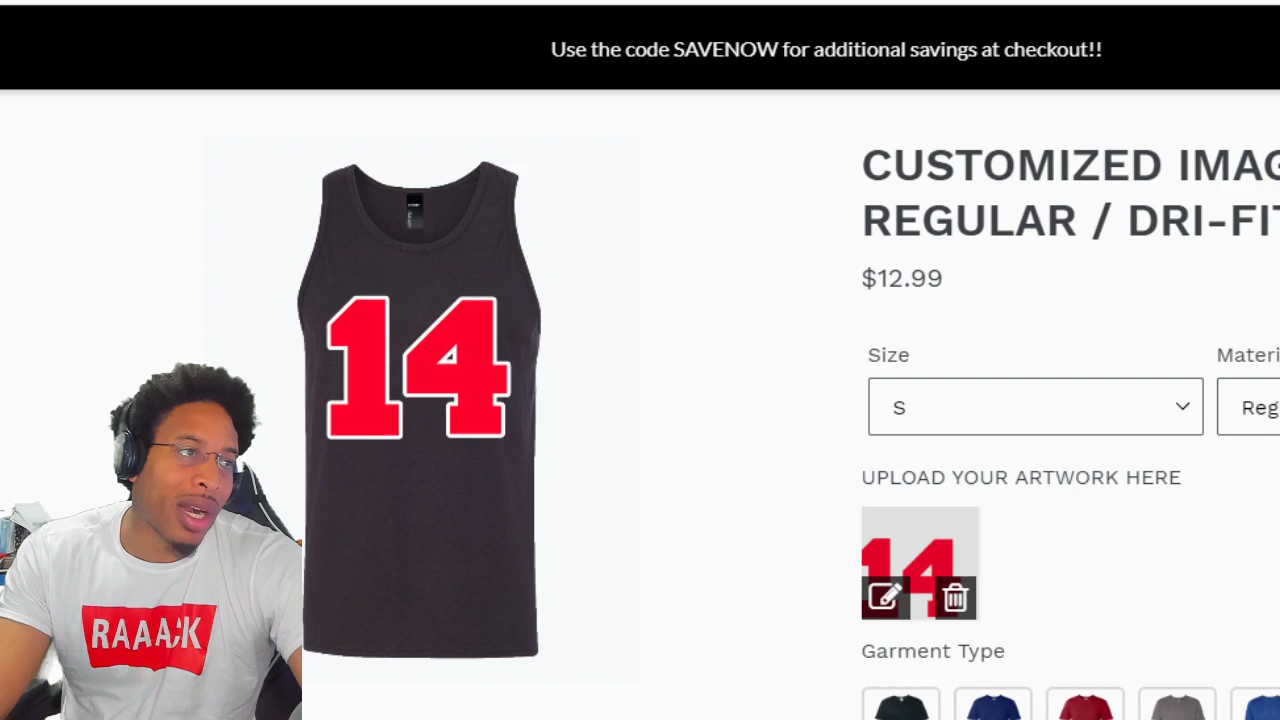 Use the code SAVENOW for additional savings at checkout!!
CUSTOMIZED IMAG
REGULAR / DRI-FIT
$12.99
Size
Materi
S
Reg
UPLOAD YOUR ARTWORK HERE
14
14
Garment Type
RAAACK